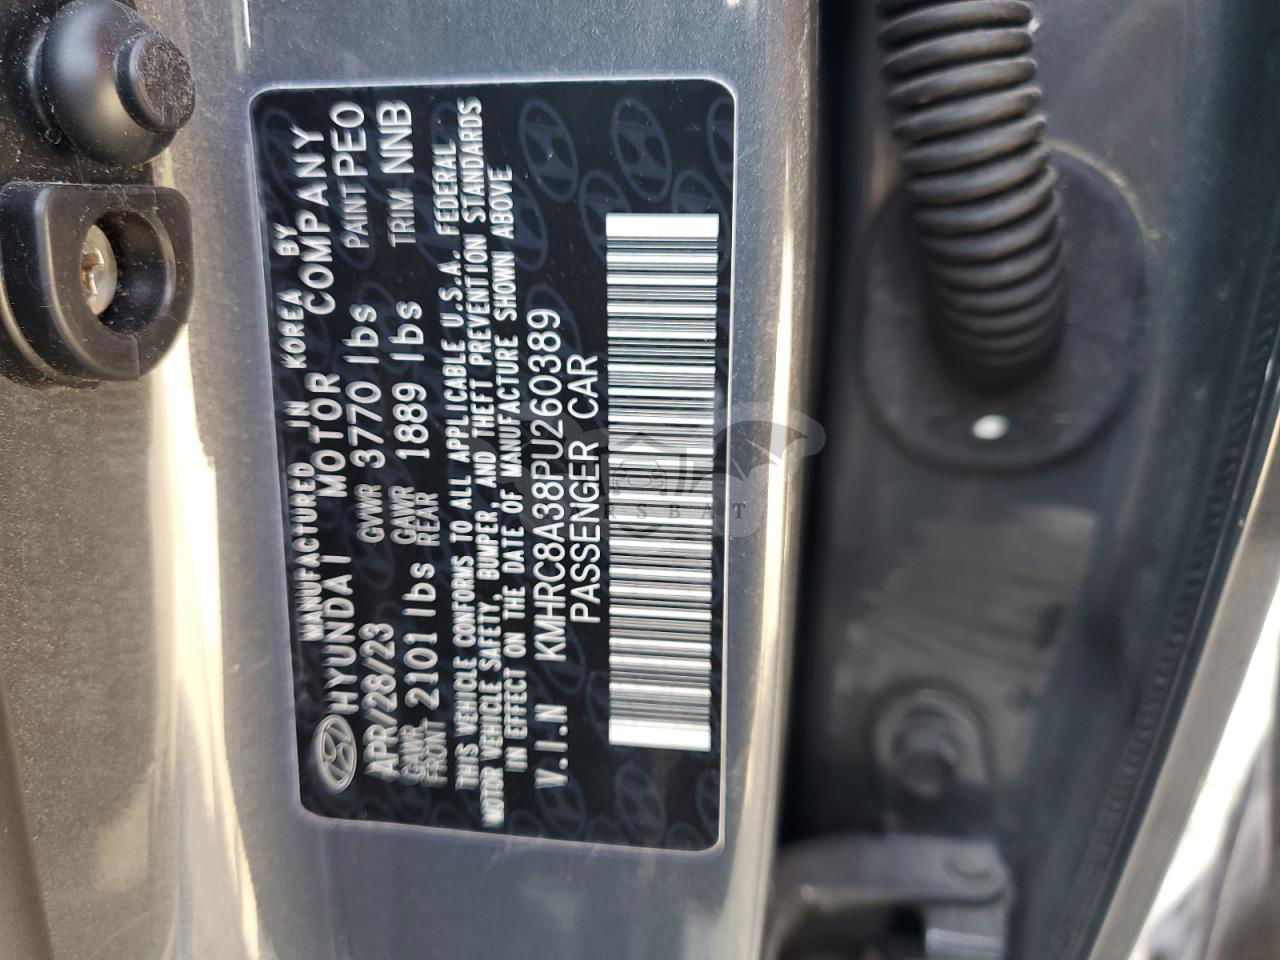 MANUFACTURED IN KOREA BY
HYUNDAI MOTOR COMPANY
APR/28/23 GVWR 3770 lbs PAINT PEO
GAWR FRONT 2101 lbs GAWR REAR 1889 lbs TRIM NNB
THIS VEHICLE CONFORMS TO ALL APPLICABLE U.S.A. FEDERAL
MOTOR VEHICLE SAFETY, BUMPER, AND THEFT PREVENTION STANDARDS
IN EFFECT ON THE DATE OF MANUFACTURE SHOWN ABOVE
V.I.N KMHRC8A38PU260389
PASSENGER CAR